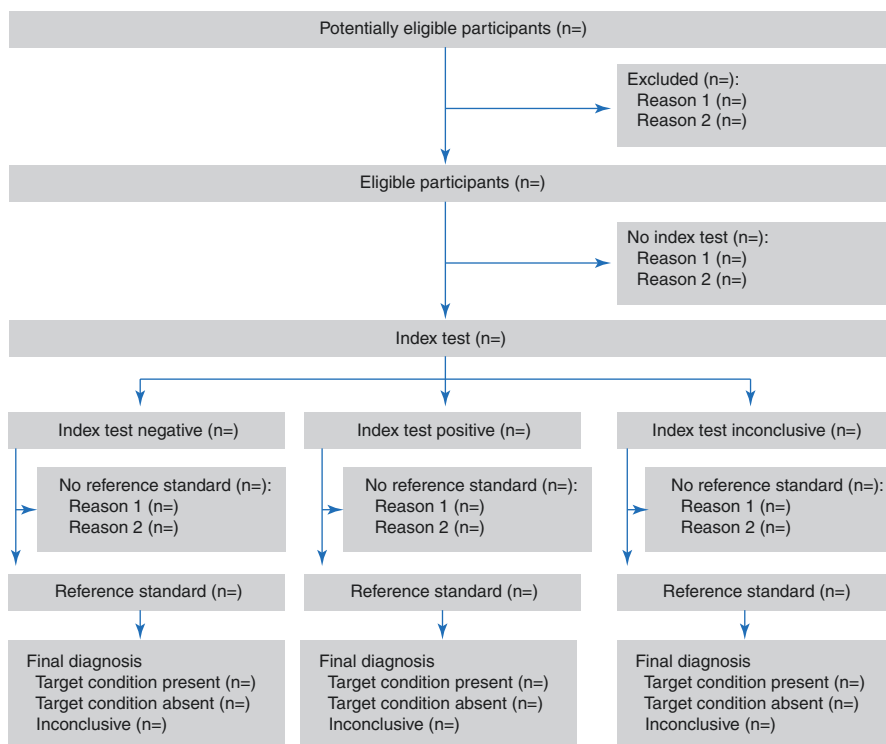 Potentially eligible participants (n=)
Excluded (n=):
Reason 1 (n=)
Reason 2 (n=)
Eligible participants (n=)
No index test (n=):
Reason 1 (n=)
Reason 2 (n=)
Index test (n=)
Index test negative (n=)
Index test positive (n=)
Index test inconclusive (n=)
No reference standard (n=):
Reason 1 (n=)
Reason 2 (n=)
No reference standard (n=):
Reason 1 (n=)
Reason 2 (n=)
No reference standard (n=):
Reason 1 (n=)
Reason 2 (n=)
Reference standard (n=)
Reference standard (n=)
Reference standard (n=)
Final diagnosis
Target condition present (n=)
Target condition absent (n=)
Inconclusive (n=)
Final diagnosis
Target condition present (n=)
Target condition absent (n=)
Inconclusive (n=)
Final diagnosis
Target condition present (n=)
Target condition absent (n=)
Inconclusive (n=)